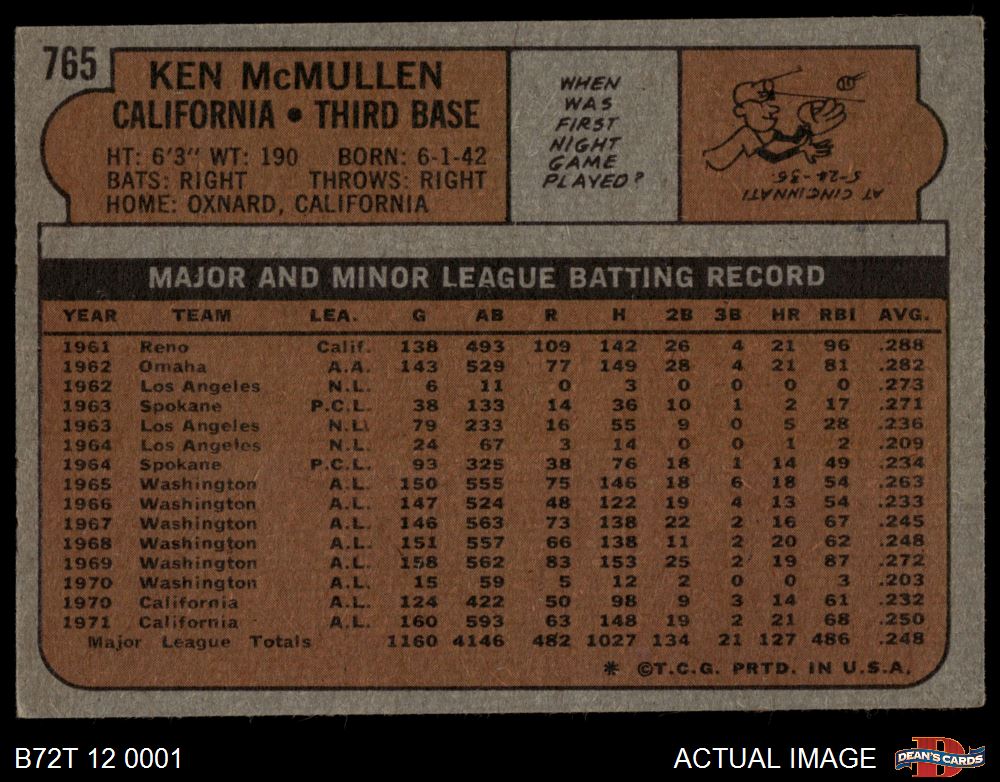 765
KEN McMULLEN
CALIFORNIA • THIRD BASE
HT: 6'3" WT: 190 BORN: 6-1-42
BATS: RIGHT THROWS: RIGHT
HOME: OXNARD, CALIFORNIA
WHEN
WAS
FIRST
NIGHT
GAME
PLAYED?
AT CINCINNATI
5-24-35
MAJOR AND MINOR LEAGUE BATTING RECORD
YEAR TEAM LEA. G AB R H 2B 3B HR RBI AVG.
1961 Reno Calif. 138 493 109 142 26 4 21 96 .288
1962 Omaha A.A. 143 529 77 149 28 4 21 81 .282
1962 Los Angeles N.L. 6 11 0 3 0 0 0 0 .273
1963 Spokane P.C.L. 38 133 14 36 10 1 2 17 .271
1963 Los Angeles N.L. 79 233 16 55 9 0 5 28 .236
1964 Los Angeles N.L. 24 67 3 14 0 0 1 2 .209
1964 Spokane P.C.L. 93 325 38 76 18 1 14 49 .234
1965 Washington A.L. 150 555 75 146 18 6 18 54 .263
1966 Washington A.L. 147 524 48 122 19 4 13 54 .233
1967 Washington A.L. 146 563 73 138 22 2 16 67 .245
1968 Washington A.L. 151 557 66 138 11 2 20 62 .248
1969 Washington A.L. 158 562 83 153 25 2 19 87 .272
1970 Washington A.L. 15 59 5 12 2 0 0 3 .203
1970 California A.L. 124 422 50 98 9 3 14 61 .232
1971 California A.L. 160 593 63 148 19 2 21 68 .250
Major League Totals 1160 4146 482 1027 134 21 127 486 .248
* ©T.C.G. PRTD. IN U.S.A.
B72T 12 0001
ACTUAL IMAGE
DEAN'S CARDS